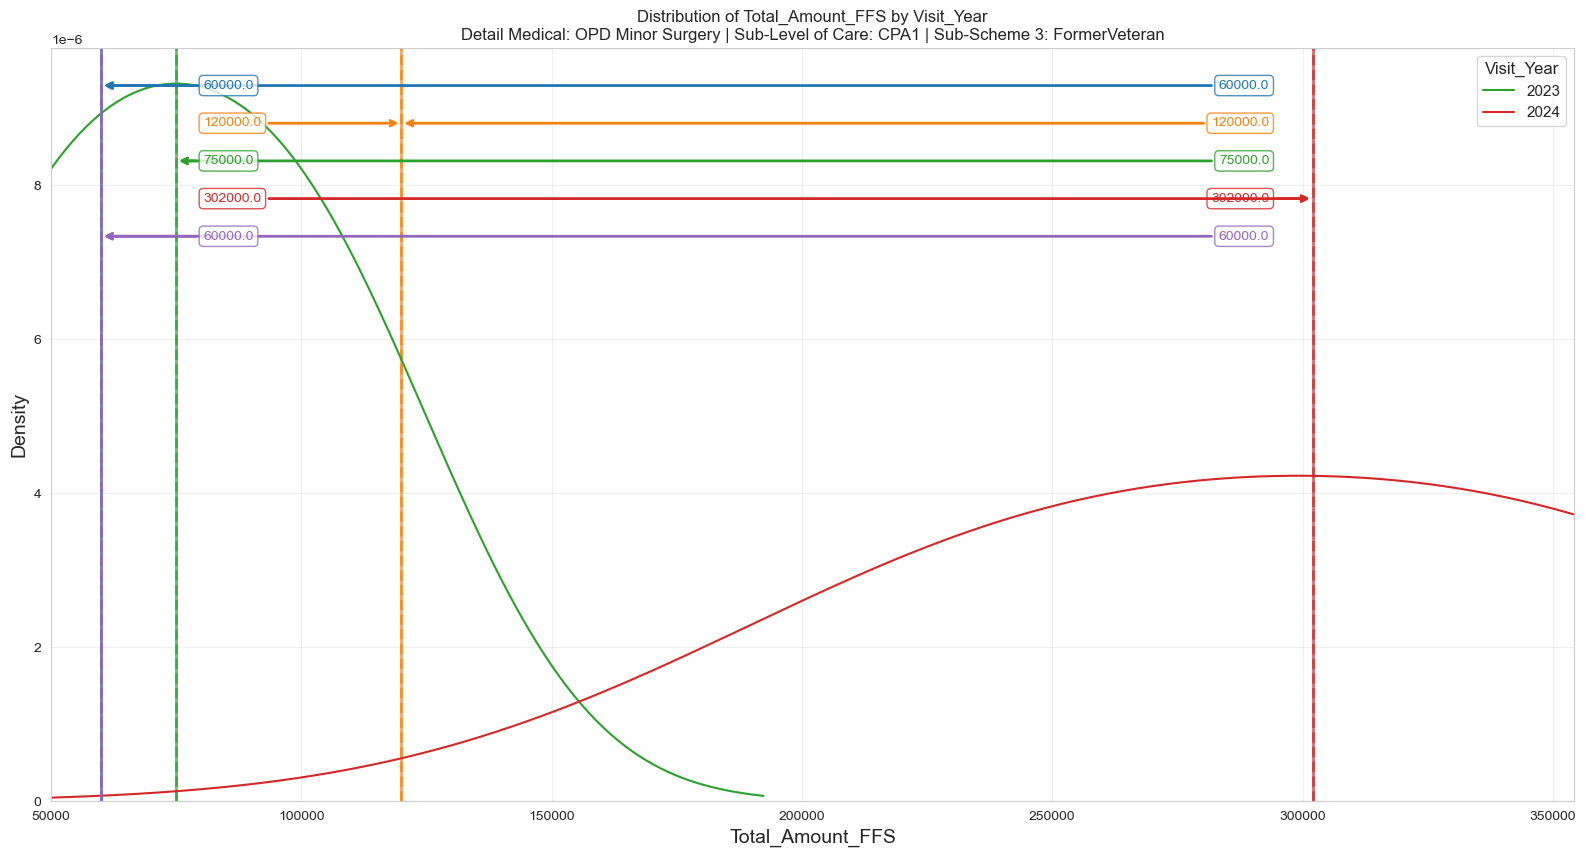 Distribution of Total_Amount_FFS by Visit_Year
Detail Medical: OPD Minor Surgery | Sub-Level of Care: CPA1 | Sub-Scheme 3: FormerVeteran
1e−6
Visit_Year
2023
2024
60000.0 60000.0
120000.0 120000.0
75000.0 75000.0
302000.0 302000.0
60000.0 60000.0
8
6
4
2
0
Density
50000 100000 150000 200000 250000 300000 350000
Total_Amount_FFS